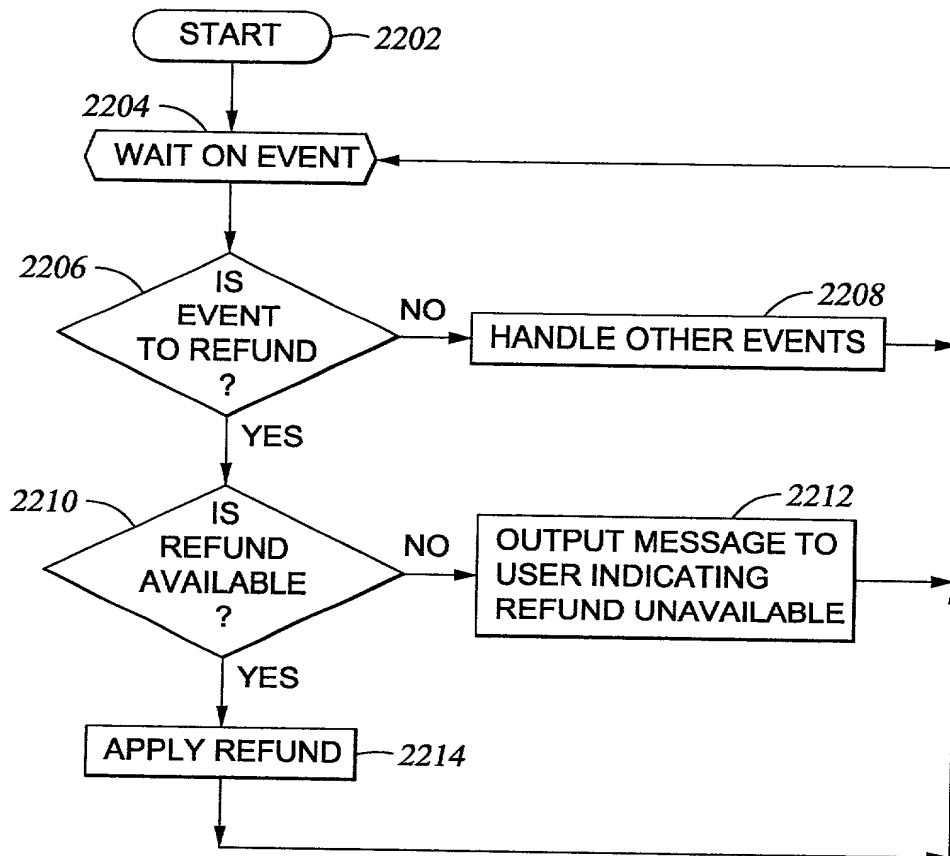 START
2202
2204
WAIT ON EVENT
2206
IS
EVENT
TO REFUND
?
NO
2208
HANDLE OTHER EVENTS
YES
2210
IS
REFUND
AVAILABLE
?
NO
2212
OUTPUT MESSAGE TO
USER INDICATING
REFUND UNAVAILABLE
YES
APPLY REFUND
2214